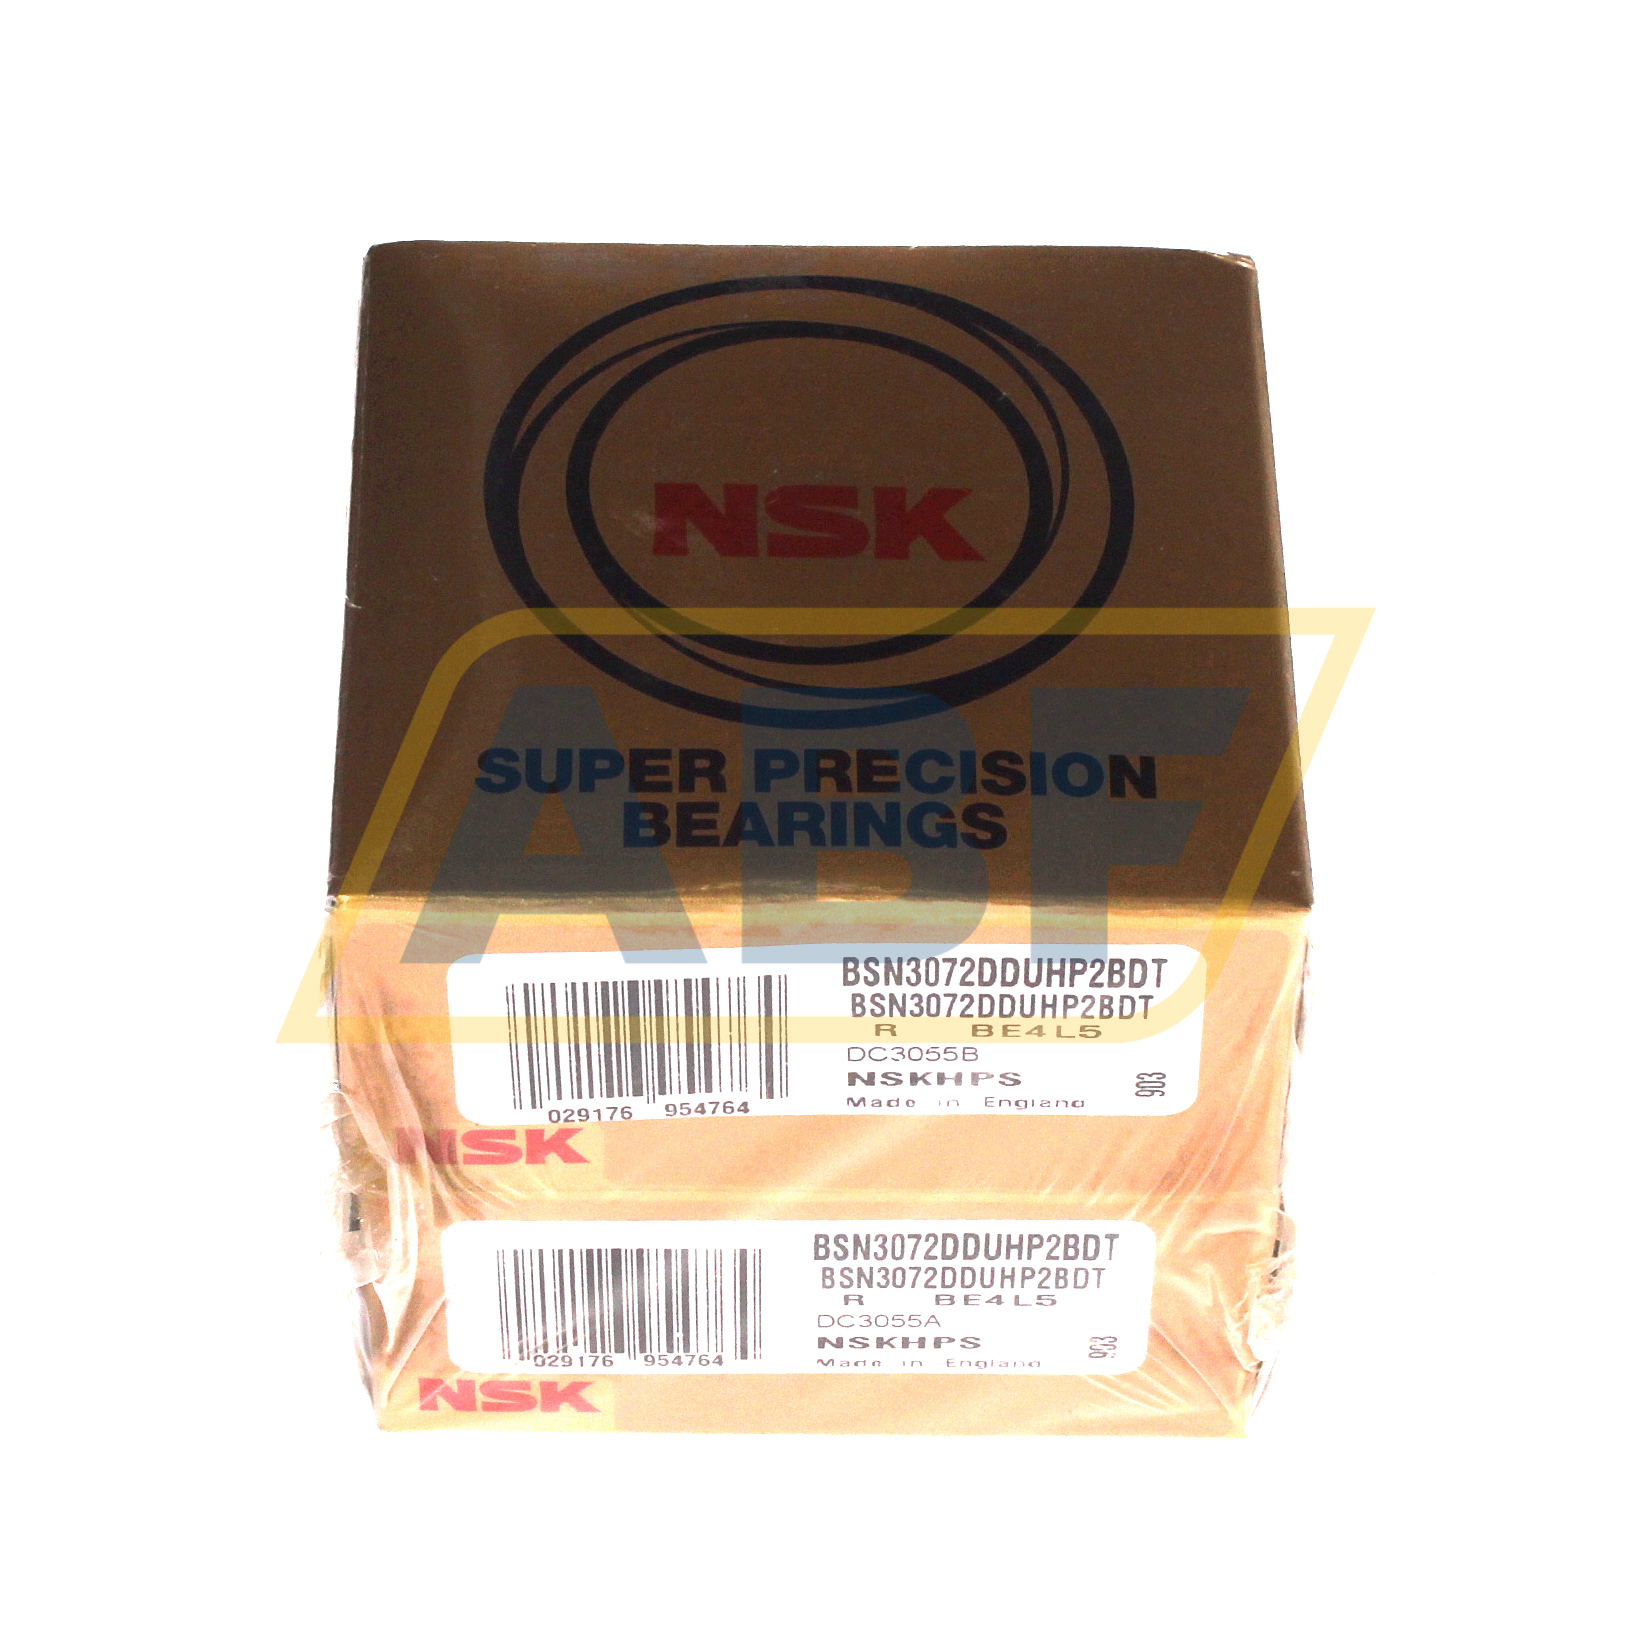 NSK
SUPER PRECISION
BEARINGS
ABF
BSN3072DDUHP2BDT
BSN3072DDUHP2BDT
R BE4L5
DC3055B
NSKHPS
Made in England
903
029176 954764
NSK
BSN3072DDUHP2BDT
BSN3072DDUHP2BDT
R BE4L5
DC3055A
NSKHPS
Made in England
903
029176 954764
NSK